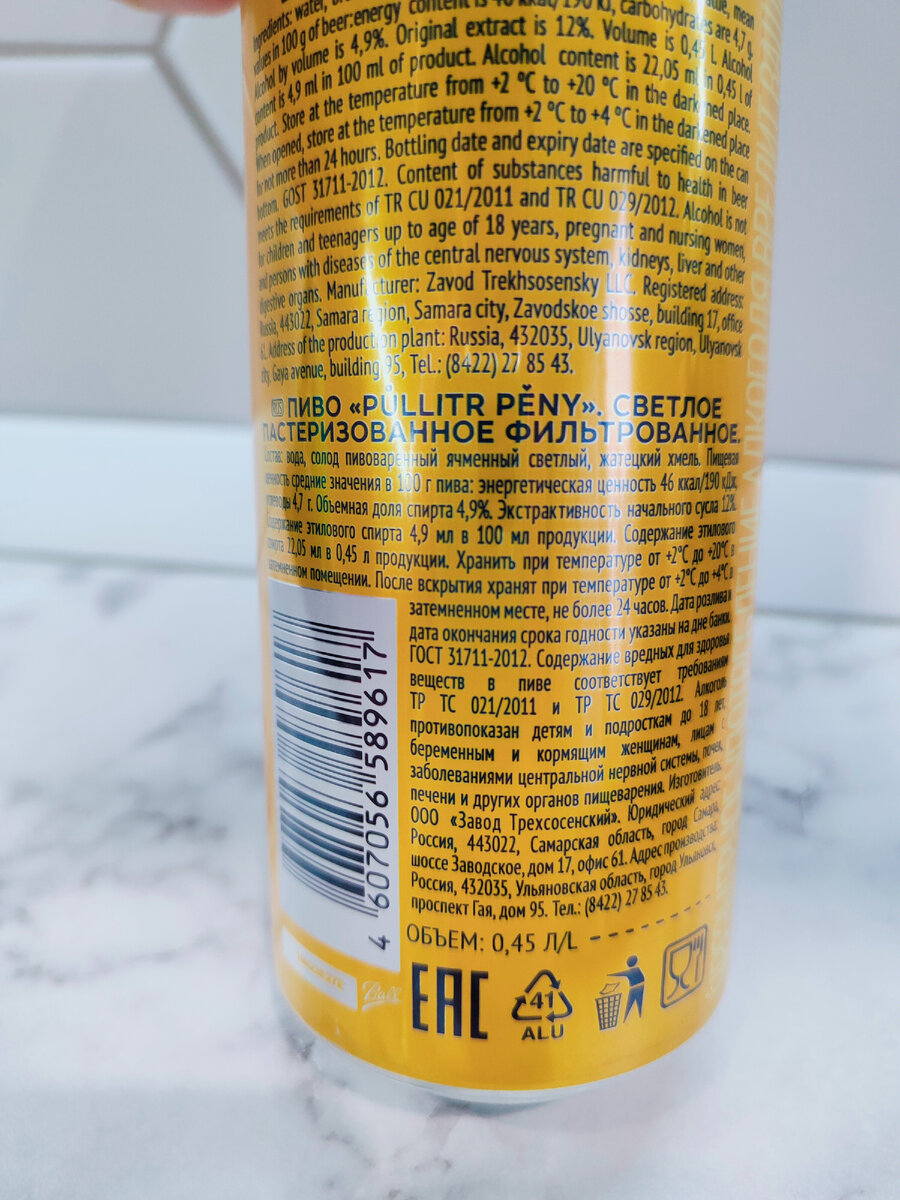 Ingredients: water,
values in 100 g of beer: energy content is 46 kkal/190 kJ, carbohydrates are 4,7 g.
Alcohol by volume is 4,9%. Original extract is 12%. Volume is 0,45 l. Alcohol
content is 4,9 ml in 100 ml of product. Alcohol content is 22,05 ml in 0,45 l of
product. Store at the temperature from +2 °C to +20 °C in the darkened place.
When opened, store at the temperature from +2 °C to +4 °C in the darkened place
for not more than 24 hours. Bottling date and expiry date are specified on the can
bottom. GOST 31711-2012. Content of substances harmful to health in beer
meets the requirements of TR CU 021/2011 and TR CU 029/2012. Alcohol is not
for children and teenagers up to age of 18 years, pregnant and nursing women,
and persons with diseases of the central nervous system, kidneys, liver and other
digestive organs. Manufacturer: Zavod Trekhsosensky LLC. Registered address:
Russia, 443022, Samara region, Samara city, Zavodskoe shosse, building 17, office
61. Address of the production plant: Russia, 432035, Ulyanovsk region, Ulyanovsk
city, Gaya avenue, building 95, Tel.: (8422) 27 85 43.
RUS ПИВО «PŮLLITR PĚNY». СВЕТЛОЕ
ПАСТЕРИЗОВАННОЕ ФИЛЬТРОВАННОЕ.
Состав: вода, солод пивоваренный ячменный светлый, жатецкий хмель. Пищевая
ценность средние значения в 100 г пива: энергетическая ценность 46 ккал/190 кДж,
углеводы 4,7 г. Объемная доля спирта 4,9%. Экстрактивность начального сусла 12%.
Содержание этилового спирта 4,9 мл в 100 мл продукции. Содержание этилового
спирта 22,05 мл в 0,45 л продукции. Хранить при температуре от +2°С до +20°С в
затемненном помещении. После вскрытия хранят при температуре от +2°С до +4°С в
затемненном месте, не более 24 часов. Дата розлива и
дата окончания срока годности указаны на дне банки.
ГОСТ 31711-2012. Содержание вредных для здоровья
веществ в пиве соответствует требованиям
ТР ТС 021/2011 и ТР ТС 029/2012. Алкоголь
противопоказан детям и подросткам до 18 лет,
беременным и кормящим женщинам, лицам с
заболеваниями центральной нервной системы, почек,
печени и других органов пищеварения. Изготовитель:
ООО «Завод Трехсосенский». Юридический адрес:
Россия, 443022, Самарская область, город Самара,
шоссе Заводское, дом 17, офис 61. Адрес производства:
Россия, 432035, Ульяновская область, город Ульяновск,
проспект Гая, дом 95. Тел.: (8422) 27 85 43.
4 607056 589617
ОБЪЕМ: 0,45 Л/L
Ball
EAC
41
ALU